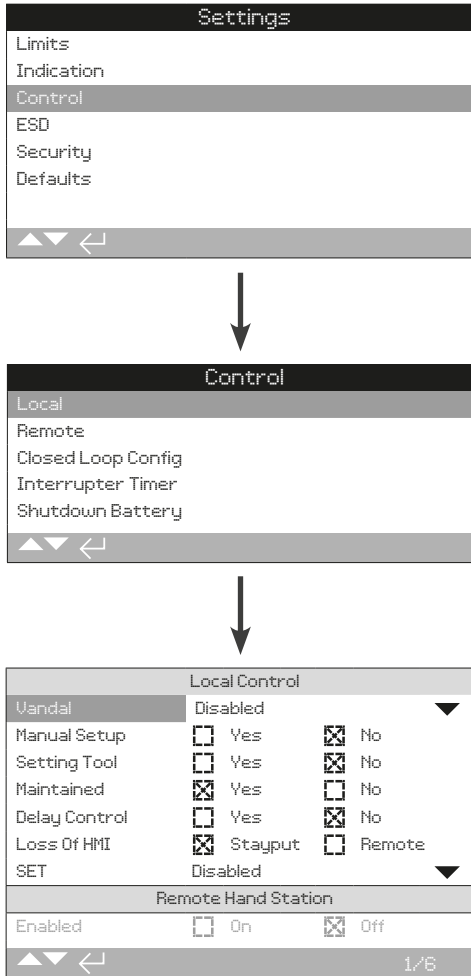 Settings
Limits
Indication
Control
ESD
Security
Defaults
Control
Local
Remote
Closed Loop Config
Interrupter Timer
Shutdown Battery
Local Control
Vandal Disabled
Manual Setup Yes No
Setting Tool Yes No
Maintained Yes No
Delay Control Yes No
Loss Of HMI Stayput Remote
SET Disabled
Remote Hand Station
Enabled On Off
1/6